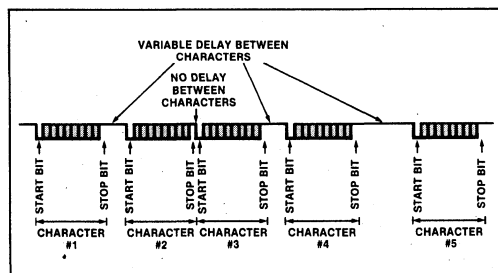 VARIABLE DELAY BETWEEN
CHARACTERS
NO DELAY
BETWEEN
CHARACTERS
START BIT
STOP BIT
START BIT
STOP BIT
START BIT
STOP BIT
START BIT
STOP BIT
START BIT
STOP BIT
CHARACTER
#1
CHARACTER
#2
CHARACTER
#3
CHARACTER
#4
CHARACTER
#5